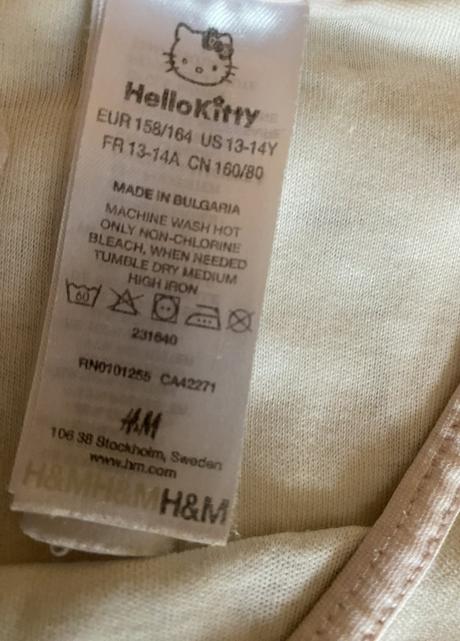 HelloKitty
EUR 158/164 US 13-14Y
FR 13-14A CN 160/80
MADE IN BULGARIA
MACHINE WASH HOT
ONLY NON-CHLORINE
BLEACH, WHEN NEEDED
TUMBLE DRY MEDIUM
HIGH IRON
60
231640
RN0101255 CA42271
H&M
106 38 Stockholm, Sweden
www.hm.com
H&MH&MH&M